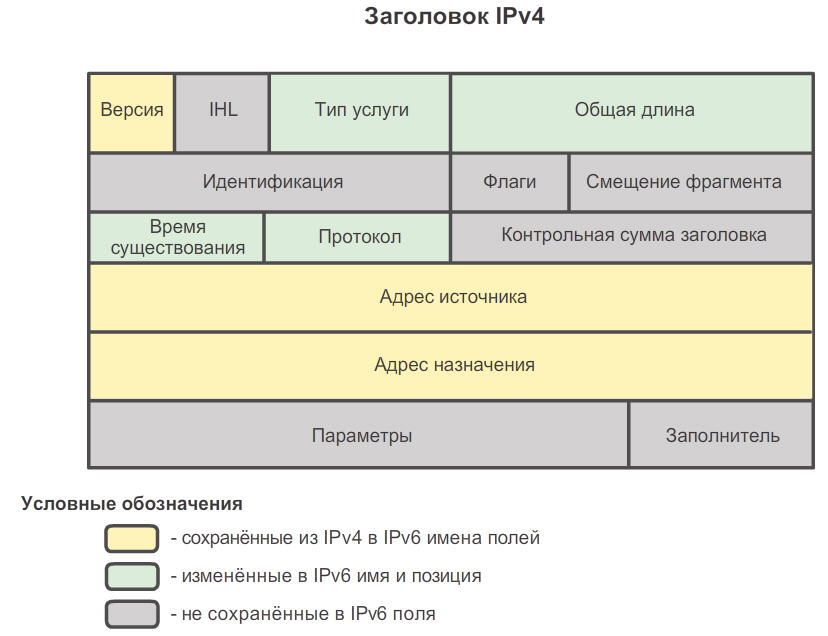 Заголовок IPv4
Версия IHL Тип услуги Общая длина
Идентификация Флаги Смещение фрагмента
Время
существования Протокол Контрольная сумма заголовка
Адрес источника
Адрес назначения
Параметры Заполнитель
Условные обозначения
- сохранённые из IPv4 в IPv6 имена полей
- изменённые в IPv6 имя и позиция
- не сохранённые в IPv6 поля